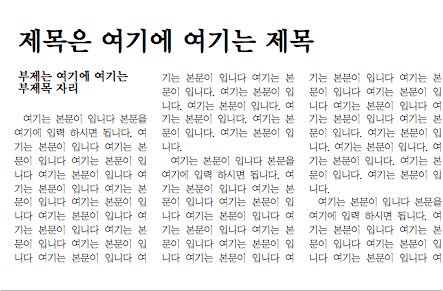 제목은 여기에 여기는 제목
부제는 여기에 여기는
부제목 자리
여기는 본문이 입니다 본문을
여기에 입력 하시면 됩니다. 여
기는 본문이 입니다 여기는 본
문이 입니다 여기는 본문이 입
니다 여기는 본문이 입니다 여
기는 본문이 입니다 여기는 본
문이 입니다 여기는 본문이 입
니다 여기는 본문이 입니다 여
기는 본문이 입니다 여기는 본
문이 입니다 여기는 본문이 입
니다 여기는 본문이 입니다 여
기는 본문이 입니다 여기는 본
문이 입니다. 여기는 본문이 입
니다. 여기는 본문이 입니다. 여
기는 본문이 입니다. 여기는 본
문이 입니다. 여기는 본문이 입
니다.
여기는 본문이 입니다 본문을
여기에 입력 하시면 됩니다. 여
기는 본문이 입니다 여기는 본
문이 입니다 여기는 본문이 입
니다 여기는 본문이 입니다 여
기는 본문이 입니다 여기는 본
문이 입니다 여기는 본문이 입
니다 여기는 본문이 입니다 여
기는 본문이 입니다 여기는 본
문이 입니다 여기는 본문이 입
니다 여기는 본문이 입니다 여
기는 본문이 입니다 여기는 본
문이 입니다. 여기는 본문이 입
니다. 여기는 본문이 입니다. 여
기는 본문이 입니다. 여기는 본
문이 입니다. 여기는 본문이 입
니다.
여기는 본문이 입니다 본문을
여기에 입력 하시면 됩니다. 여
기는 본문이 입니다 여기는 본
문이 입니다 여기는 본문이 입
니다 여기는 본문이 입니다 여